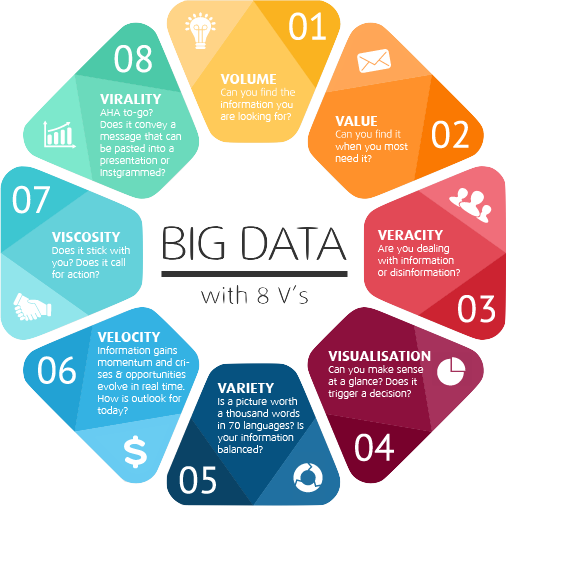 BIG DATA
with 8 V's
01
VOLUME
Can you find the
information you
are looking for?
02
VALUE
Can you find it
when you most
need it?
VERACITY
Are you dealing
with information
or disinformation?
03
VISUALISATION
Can you make sense
at a glance? Does it
trigger a decision?
04
VARIETY
Is a picture worth
a thousand words
in 70 languages? Is
your information
balanced?
05
VELOCITY
Information gains
momentum and cri-
ses & opportunities
evolve in real time.
How is outlook for
today?
06
$
07
VISCOSITY
Does it stick with
you? Does it call
for action?
08
VIRALITY
AHA to-go?
Does it convey a
message that can
be pasted into a
presentation or
instgrammed?